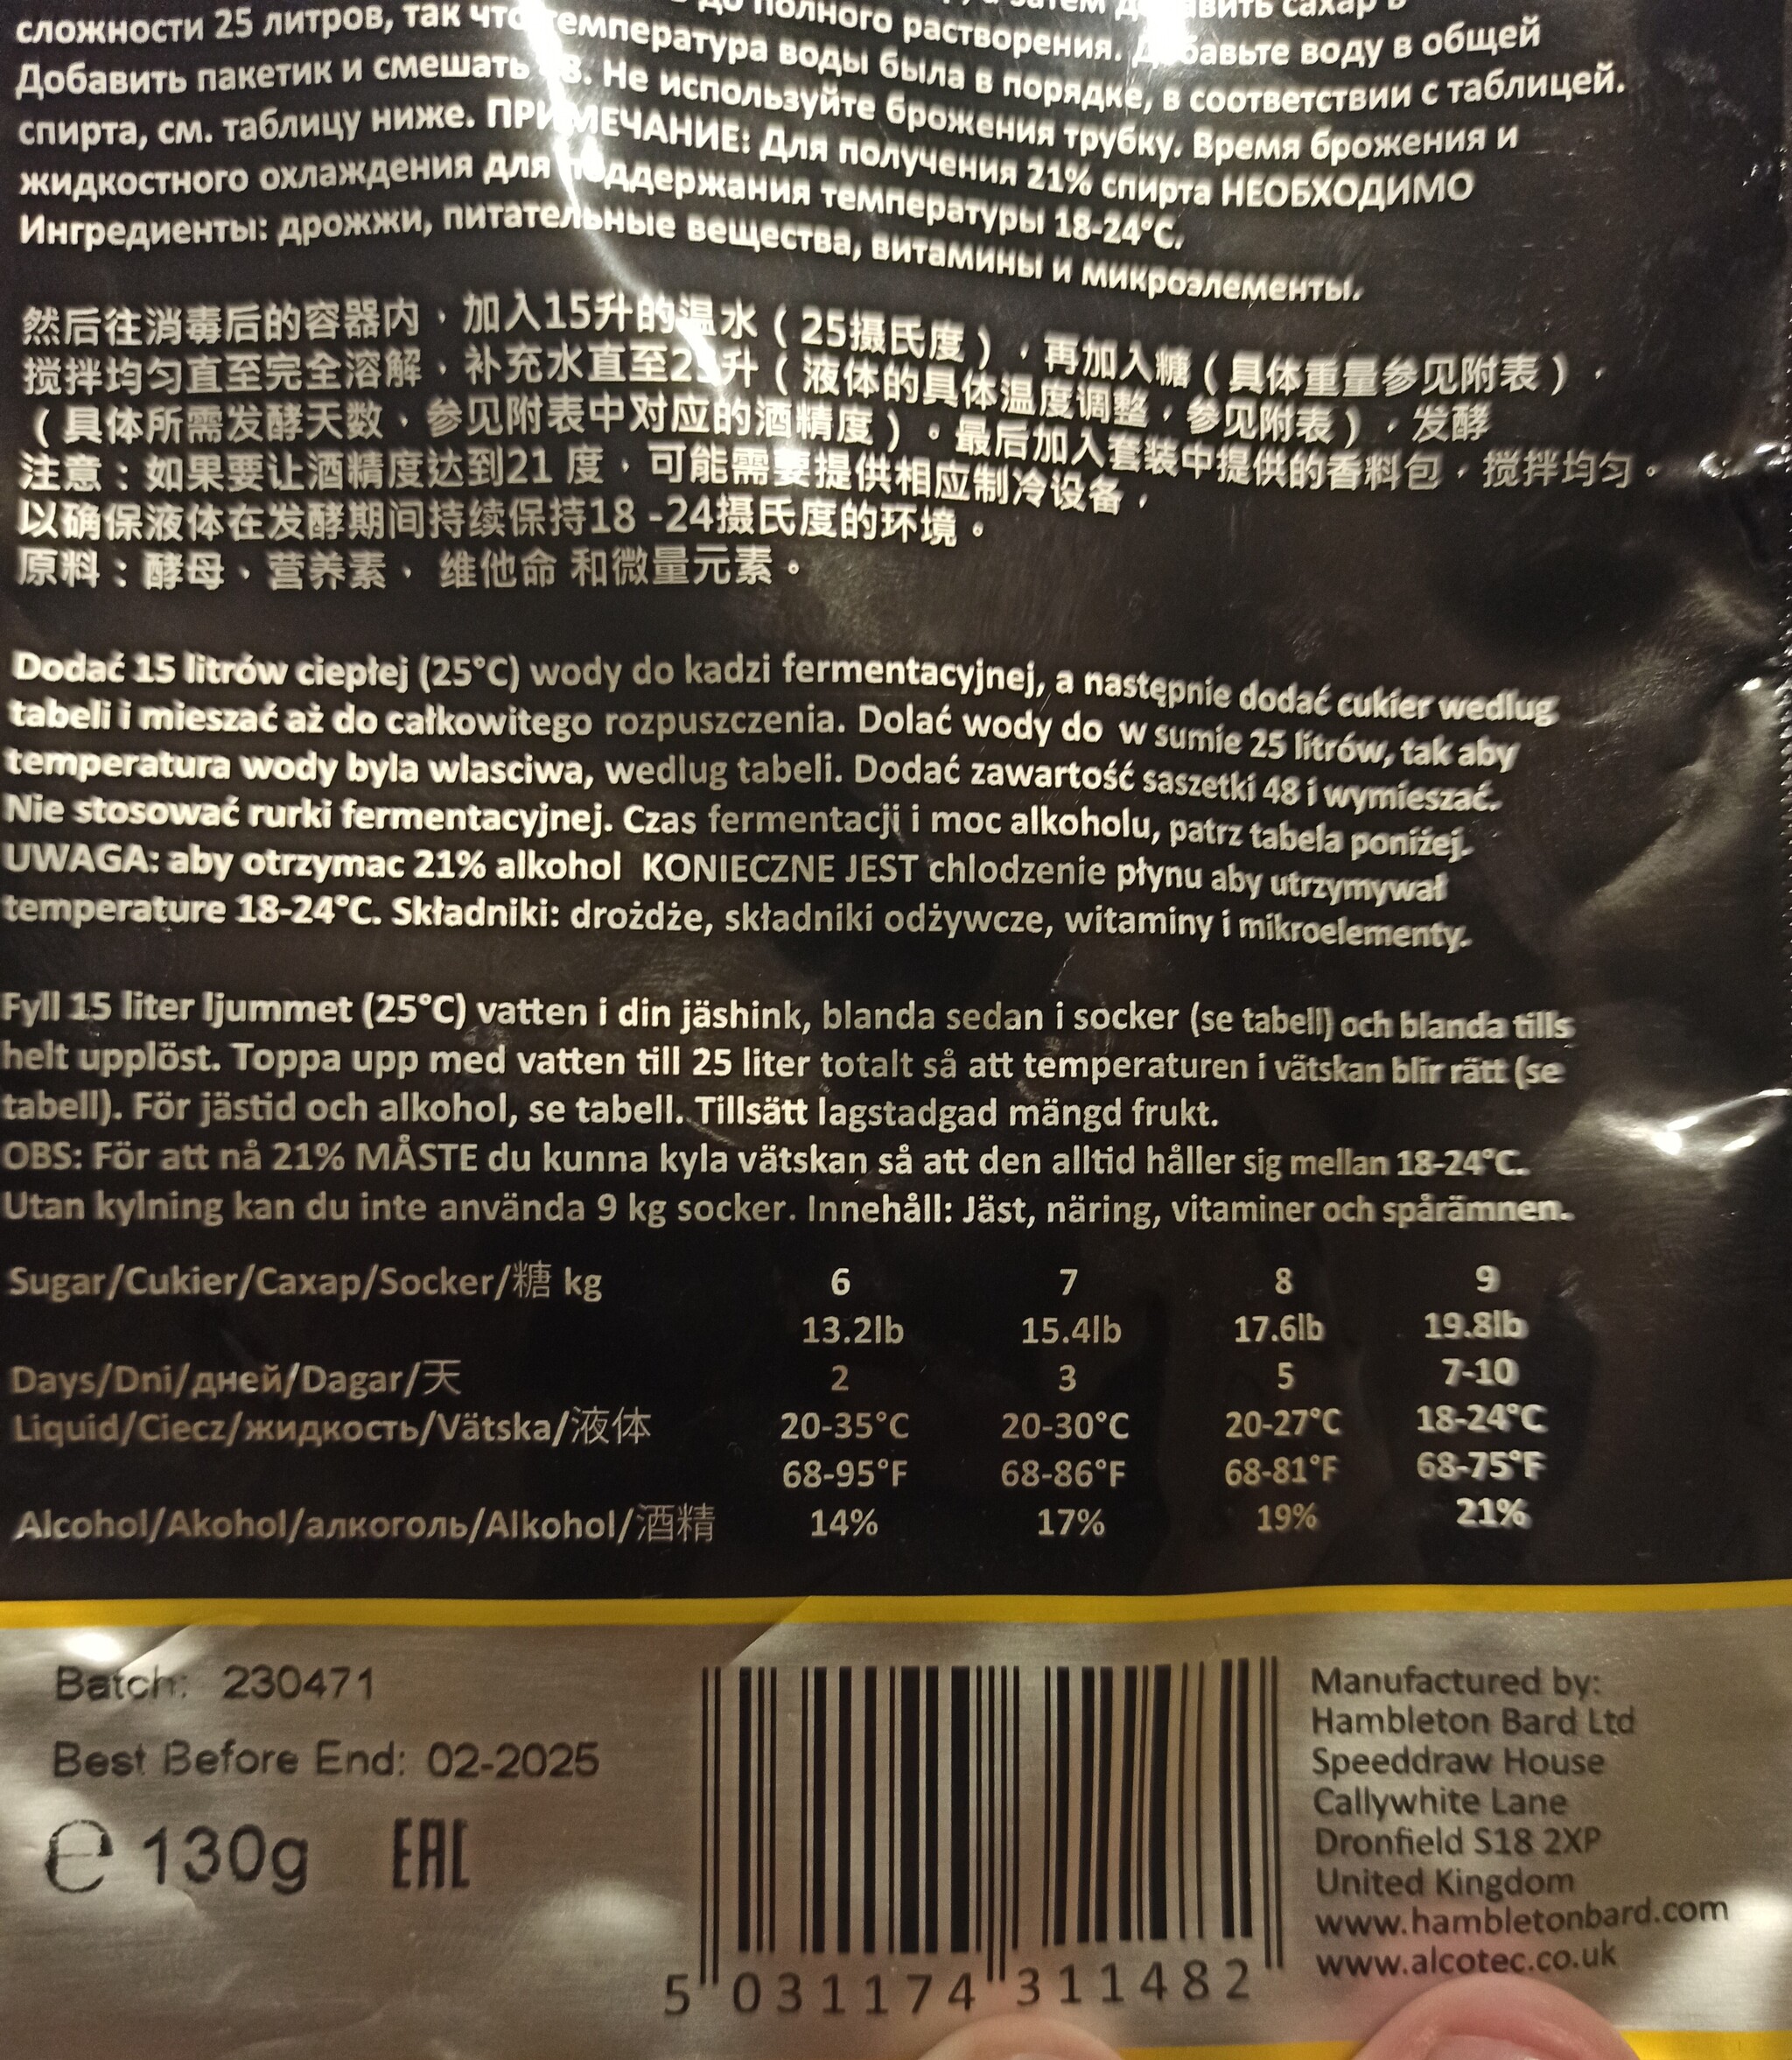 до полного растворения. Добавьте воду в общей
сложности 25 литров, так что температура воды была в порядке, в соответствии с таблицей.
Добавить пакетик и смешать 48. Не используйте брожения трубку. Время брожения и
спирта, см. таблицу ниже. ПРИМЕЧАНИЕ: Для получения 21% спирта НЕОБХОДИМО
жидкостного охлаждения для поддержания температуры 18-24°C.
Ингредиенты: дрожжи, питательные вещества, витамины и микроэлементы.
然后往消毒后的容器内，加入15升的温水（25摄氏度），再加入糖（具体重量参见附表），
搅拌均匀直至完全溶解，补充水直至25升（液体的具体温度调整，参见附表），发酵
（具体所需发酵天数，参见附表中对应的酒精度）。最后加入套装中提供的香料包，搅拌均匀。
注意：如果要让酒精度达到21 度，可能需要提供相应制冷设备，
以确保液体在发酵期间持续保持18 -24摄氏度的环境。
原料：酵母、营养素， 维他命 和微量元素。
Dodać 15 litrów ciepłej (25°C) wody do kadzi fermentacyjnej, a następnie dodać cukier wedlug
tabeli i mieszać aż do całkowitego rozpuszczenia. Dolać wody do w sumie 25 litrów, tak aby
temperatura wody byla wlasciwa, wedlug tabeli. Dodać zawartość saszetki 48 i wymieszać.
Nie stosować rurki fermentacyjnej. Czas fermentacji i moc alkoholu, patrz tabela poniżej.
UWAGA: aby otrzymac 21% alkohol KONIECZNE JEST chlodzenie płynu aby utrzymywał
temperature 18-24°C. Składniki: drożdże, składniki odżywcze, witaminy i mikroelementy.
Fyll 15 liter ljummet (25°C) vatten i din jäshink, blanda sedan i socker (se tabell) och blanda tills
helt upplöst. Toppa upp med vatten till 25 liter totalt så att temperaturen i vätskan blir rätt (se
tabell). För jästid och alkohol, se tabell. Tillsätt lagstadgad mängd frukt.
OBS: För att nå 21% MÅSTE du kunna kyla vätskan så att den alltid håller sig mellan 18-24°C.
Utan kylning kan du inte använda 9 kg socker. Innehåll: Jäst, näring, vitaminer och spårämnen.
Sugar/Cukier/Сахар/Socker/糖 kg 6 7 8 9
13.2lb 15.4lb 17.6lb 19.8lb
Days/Dni/дней/Dagar/天 2 3 5 7-10
Liquid/Ciecz/жидкость/Vätska/液体 20-35°C 20-30°C 20-27°C 18-24°C
68-95°F 68-86°F 68-81°F 68-75°F
Alcohol/Akohol/алкоголь/Alkohol/酒精 14% 17% 19% 21%
Batch: 230471
Best Before End: 02-2025
e 130g EAC
5 031174 311482
Manufactured by:
Hambleton Bard Ltd
Speeddraw House
Callywhite Lane
Dronfield S18 2XP
United Kingdom
www.hambletonbard.com
www.alcotec.co.uk